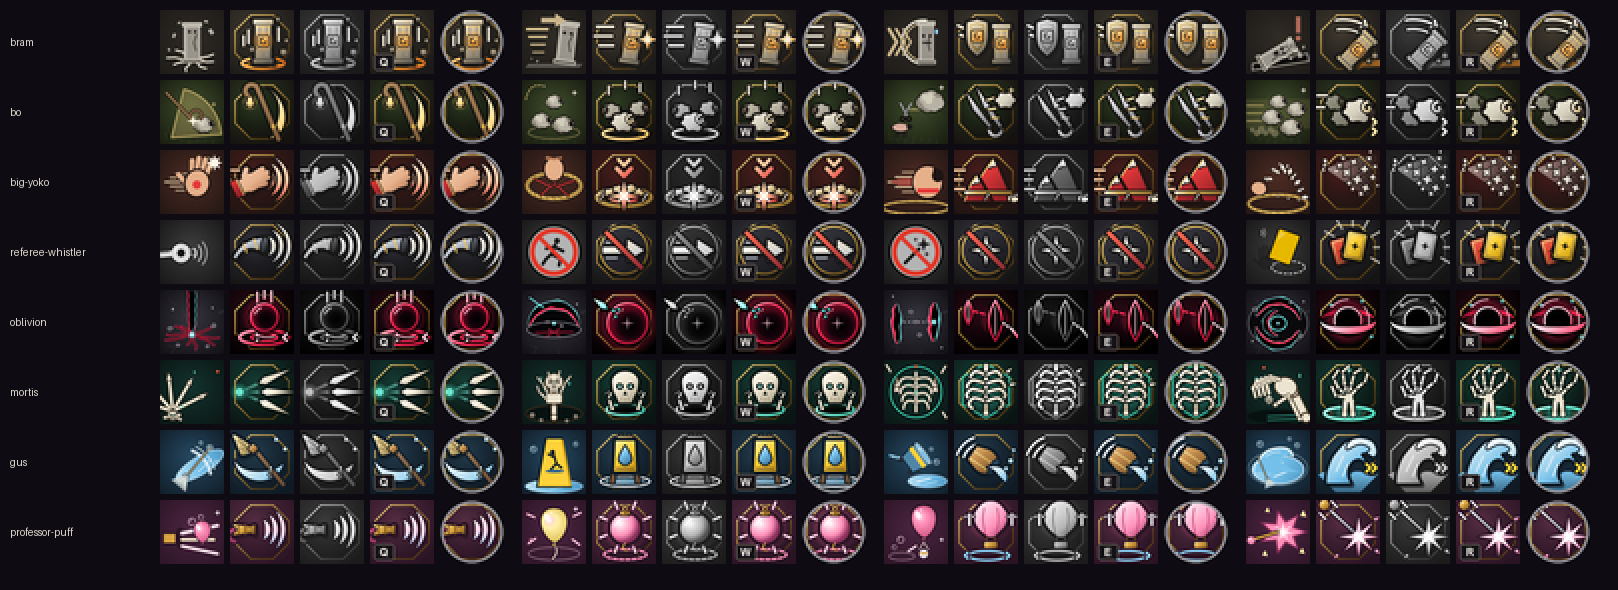 bram Q W E R
bo Q W E R
big-yoko Q W E R
referee-whistler Q W E R
oblivion Q W E R
mortis Q W E R
gus Q W E R
professor-puff Q W E R